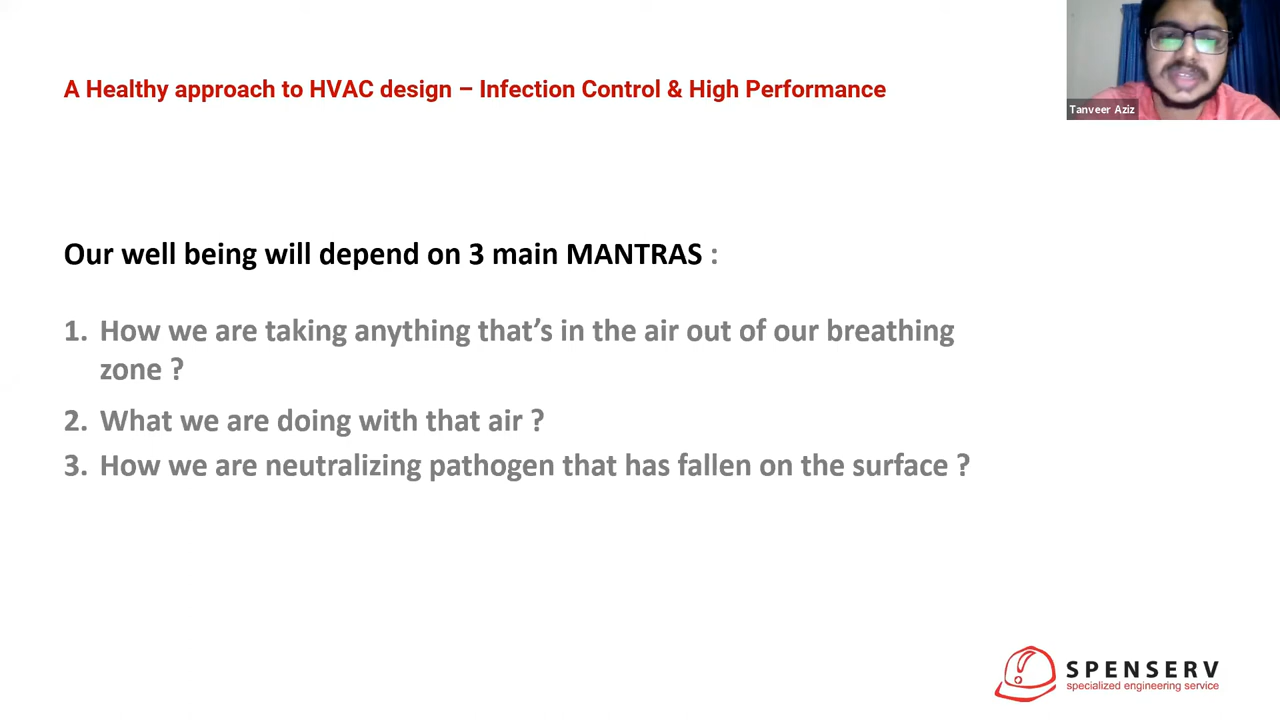 A Healthy approach to HVAC design – Infection Control & High Performance
Tanveer Aziz
Our well being will depend on 3 main MANTRAS :
1. How we are taking anything that’s in the air out of our breathing
zone ?
2. What we are doing with that air ?
3. How we are neutralizing pathogen that has fallen on the surface ?
SPENSERV
specialized engineering service